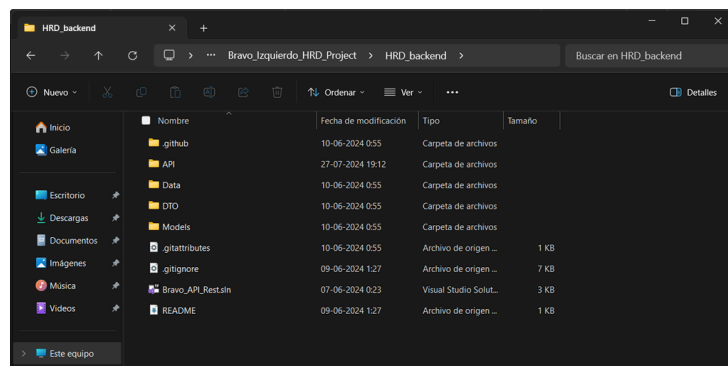 HRD_backend
Bravo_Izquierdo_HRD_Project > HRD_backend >
Buscar en HRD_backend
Nuevo
Ordenar
Ver
Detalles
Inicio
Galería
Escritorio
Descargas
Documentos
Imágenes
Música
Videos
Este equipo
Nombre Fecha de modificación Tipo Tamaño
.github 10-06-2024 0:55 Carpeta de archivos
API 27-07-2024 19:12 Carpeta de archivos
Data 10-06-2024 0:55 Carpeta de archivos
DTO 10-06-2024 0:55 Carpeta de archivos
Models 10-06-2024 0:55 Carpeta de archivos
.gitattributes 10-06-2024 0:55 Archivo de origen ... 1 KB
.gitignore 09-06-2024 1:27 Archivo de origen ... 7 KB
Bravo_API_Rest.sln 07-06-2024 0:23 Visual Studio Solut... 3 KB
README 09-06-2024 1:27 Archivo de origen ... 1 KB